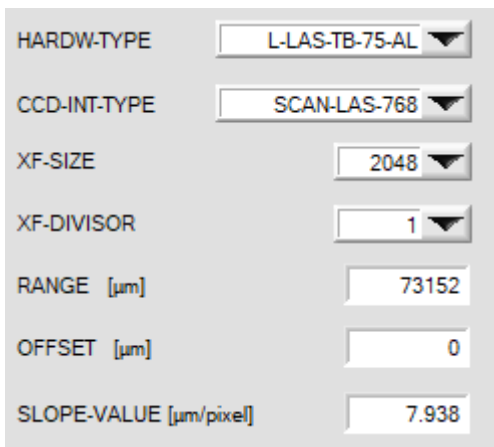 HARDW-TYPE L-LAS-TB-75-AL
CCD-INT-TYPE SCAN-LAS-768
XF-SIZE 2048
XF-DIVISOR 1
RANGE [µm] 73152
OFFSET [µm] 0
SLOPE-VALUE [µm/pixel] 7.938